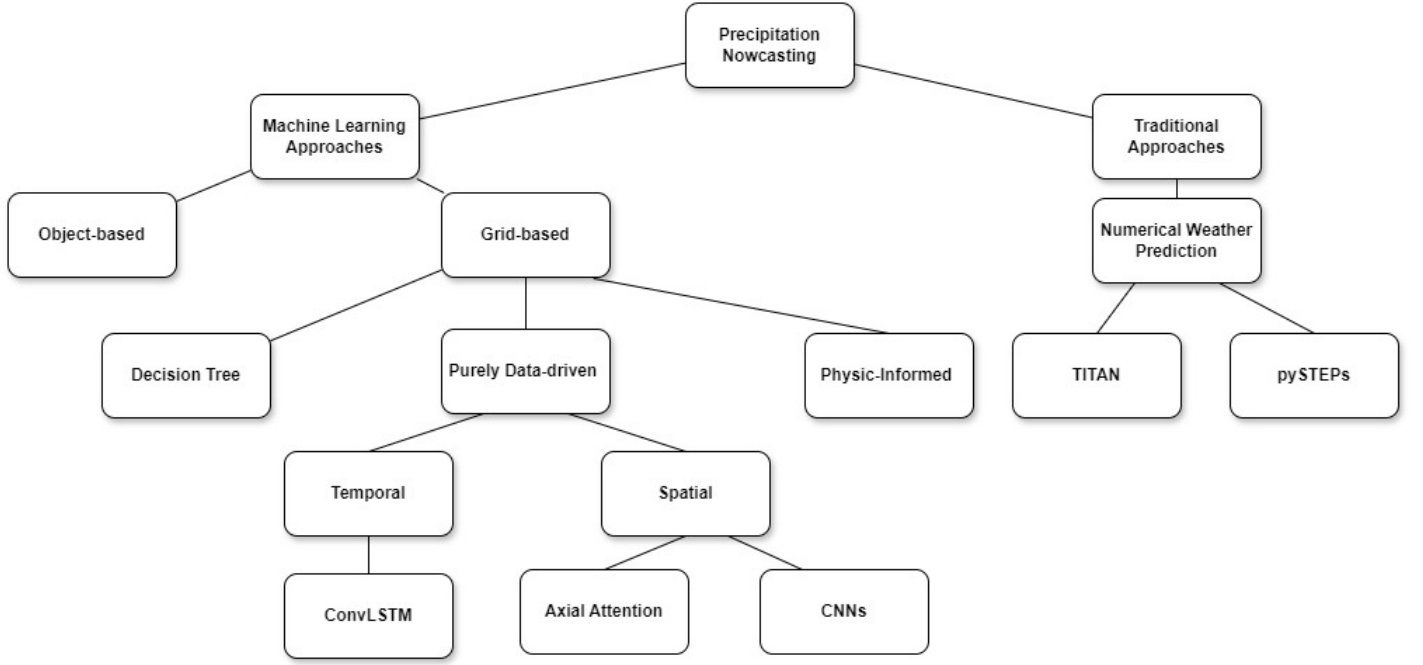 Precipitation
Nowcasting
Machine Learning
Approaches
Traditional
Approaches
Object-based
Grid-based
Numerical Weather
Prediction
Decision Tree
Purely Data-driven
Physic-Informed
TITAN
pySTEPs
Temporal
Spatial
ConvLSTM
Axial Attention
CNNs